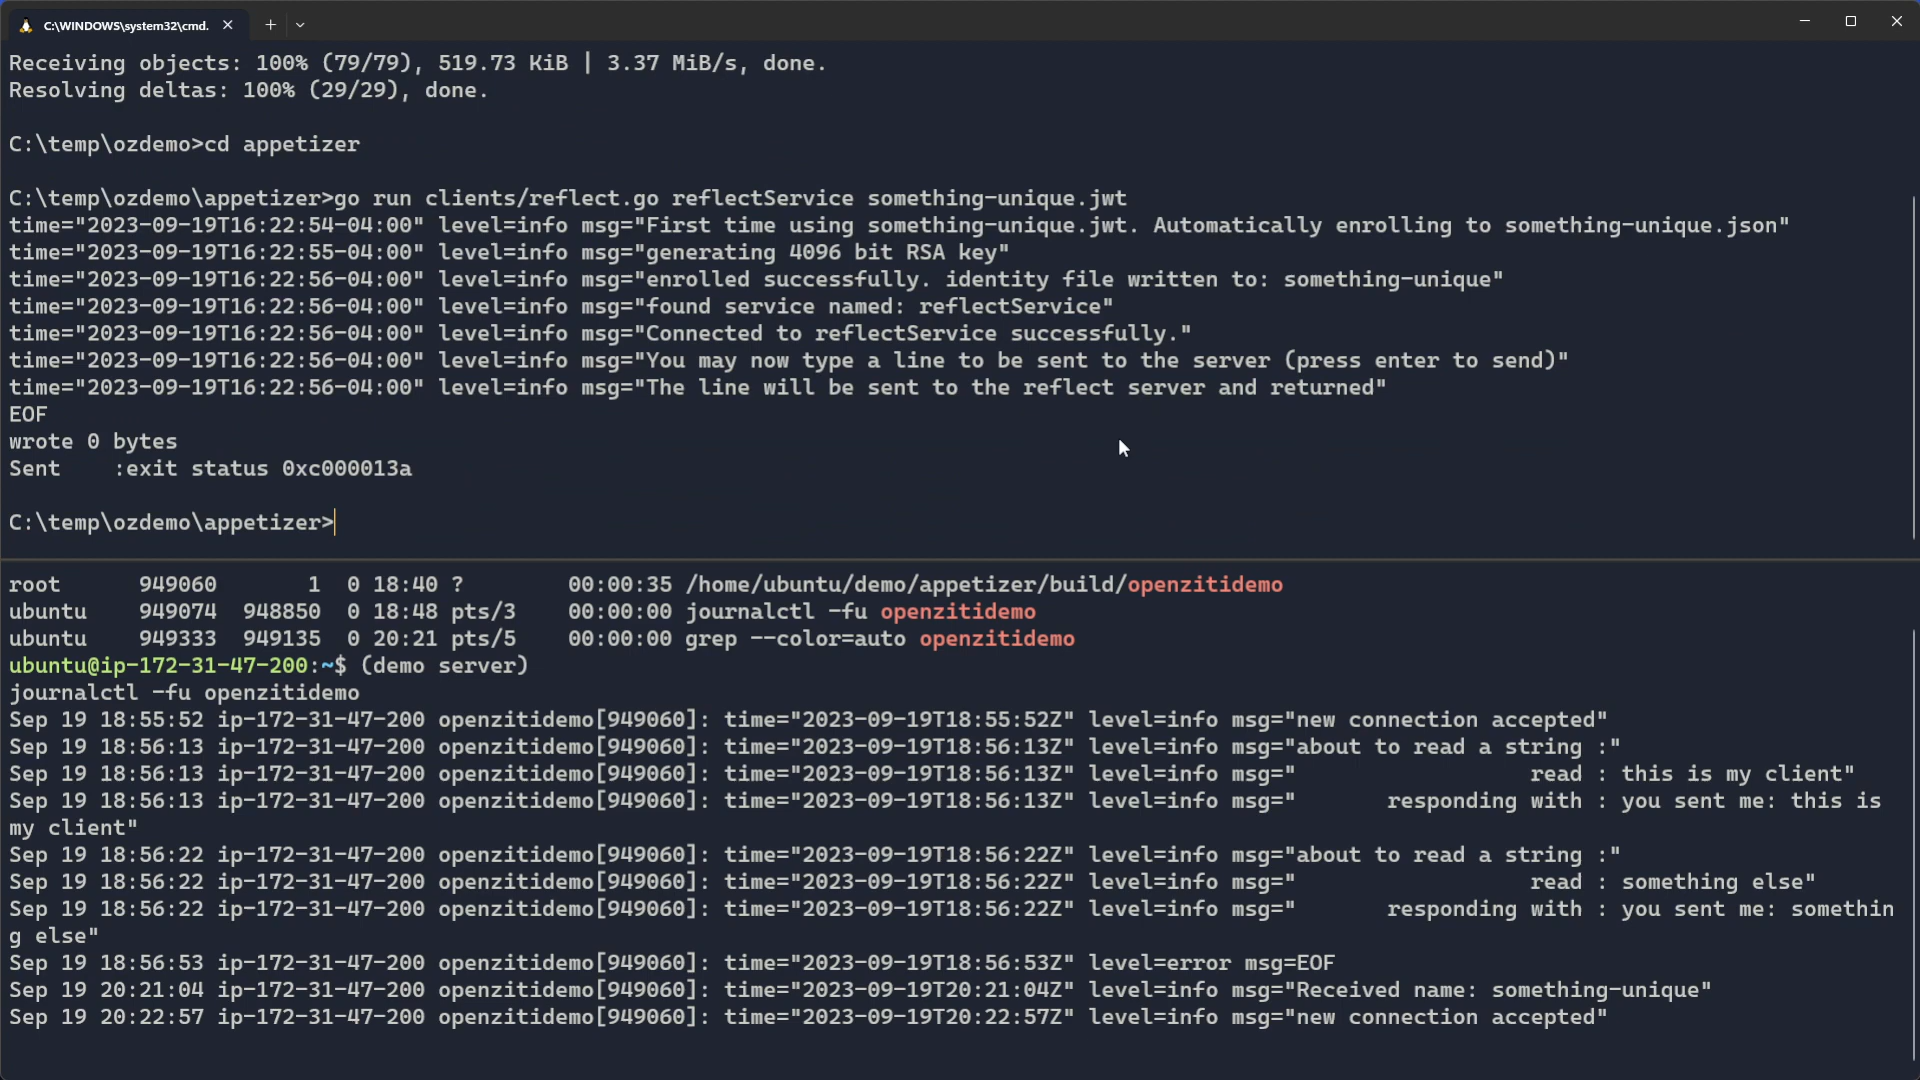 C:\WINDOWS\system32\cmd.
Receiving objects: 100% (79/79), 519.73 KiB | 3.37 MiB/s, done.
Resolving deltas: 100% (29/29), done.
C:\temp\ozdemo>cd appetizer
C:\temp\ozdemo\appetizer>go run clients/reflect.go reflectService something-unique.jwt
time="2023-09-19T16:22:54-04:00" level=info msg="First time using something-unique.jwt. Automatically enrolling to something-unique.json"
time="2023-09-19T16:22:55-04:00" level=info msg="generating 4096 bit RSA key"
time="2023-09-19T16:22:56-04:00" level=info msg="enrolled successfully. identity file written to: something-unique"
time="2023-09-19T16:22:56-04:00" level=info msg="found service named: reflectService"
time="2023-09-19T16:22:56-04:00" level=info msg="Connected to reflectService successfully."
time="2023-09-19T16:22:56-04:00" level=info msg="You may now type a line to be sent to the server (press enter to send)"
time="2023-09-19T16:22:56-04:00" level=info msg="The line will be sent to the reflect server and returned"
EOF
wrote 0 bytes
Sent    :exit status 0xc000013a
C:\temp\ozdemo\appetizer>
root      949060       1  0 18:40 ?        00:00:35 /home/ubuntu/demo/appetizer/build/openzitidemo
ubuntu    949074  948850  0 18:48 pts/3    00:00:00 journalctl -fu openzitidemo
ubuntu    949333  949135  0 20:21 pts/5    00:00:00 grep --color=auto openzitidemo
ubuntu@ip-172-31-47-200:~$ (demo server)
journalctl -fu openzitidemo
Sep 19 18:55:52 ip-172-31-47-200 openzitidemo[949060]: time="2023-09-19T18:55:52Z" level=info msg="new connection accepted"
Sep 19 18:56:13 ip-172-31-47-200 openzitidemo[949060]: time="2023-09-19T18:56:13Z" level=info msg="about to read a string :"
Sep 19 18:56:13 ip-172-31-47-200 openzitidemo[949060]: time="2023-09-19T18:56:13Z" level=info msg="                  read : this is my client"
Sep 19 18:56:13 ip-172-31-47-200 openzitidemo[949060]: time="2023-09-19T18:56:13Z" level=info msg="       responding with : you sent me: this is
my client"
Sep 19 18:56:22 ip-172-31-47-200 openzitidemo[949060]: time="2023-09-19T18:56:22Z" level=info msg="about to read a string :"
Sep 19 18:56:22 ip-172-31-47-200 openzitidemo[949060]: time="2023-09-19T18:56:22Z" level=info msg="                  read : something else"
Sep 19 18:56:22 ip-172-31-47-200 openzitidemo[949060]: time="2023-09-19T18:56:22Z" level=info msg="       responding with : you sent me: somethin
g else"
Sep 19 18:56:53 ip-172-31-47-200 openzitidemo[949060]: time="2023-09-19T18:56:53Z" level=error msg=EOF
Sep 19 20:21:04 ip-172-31-47-200 openzitidemo[949060]: time="2023-09-19T20:21:04Z" level=info msg="Received name: something-unique"
Sep 19 20:22:57 ip-172-31-47-200 openzitidemo[949060]: time="2023-09-19T20:22:57Z" level=info msg="new connection accepted"